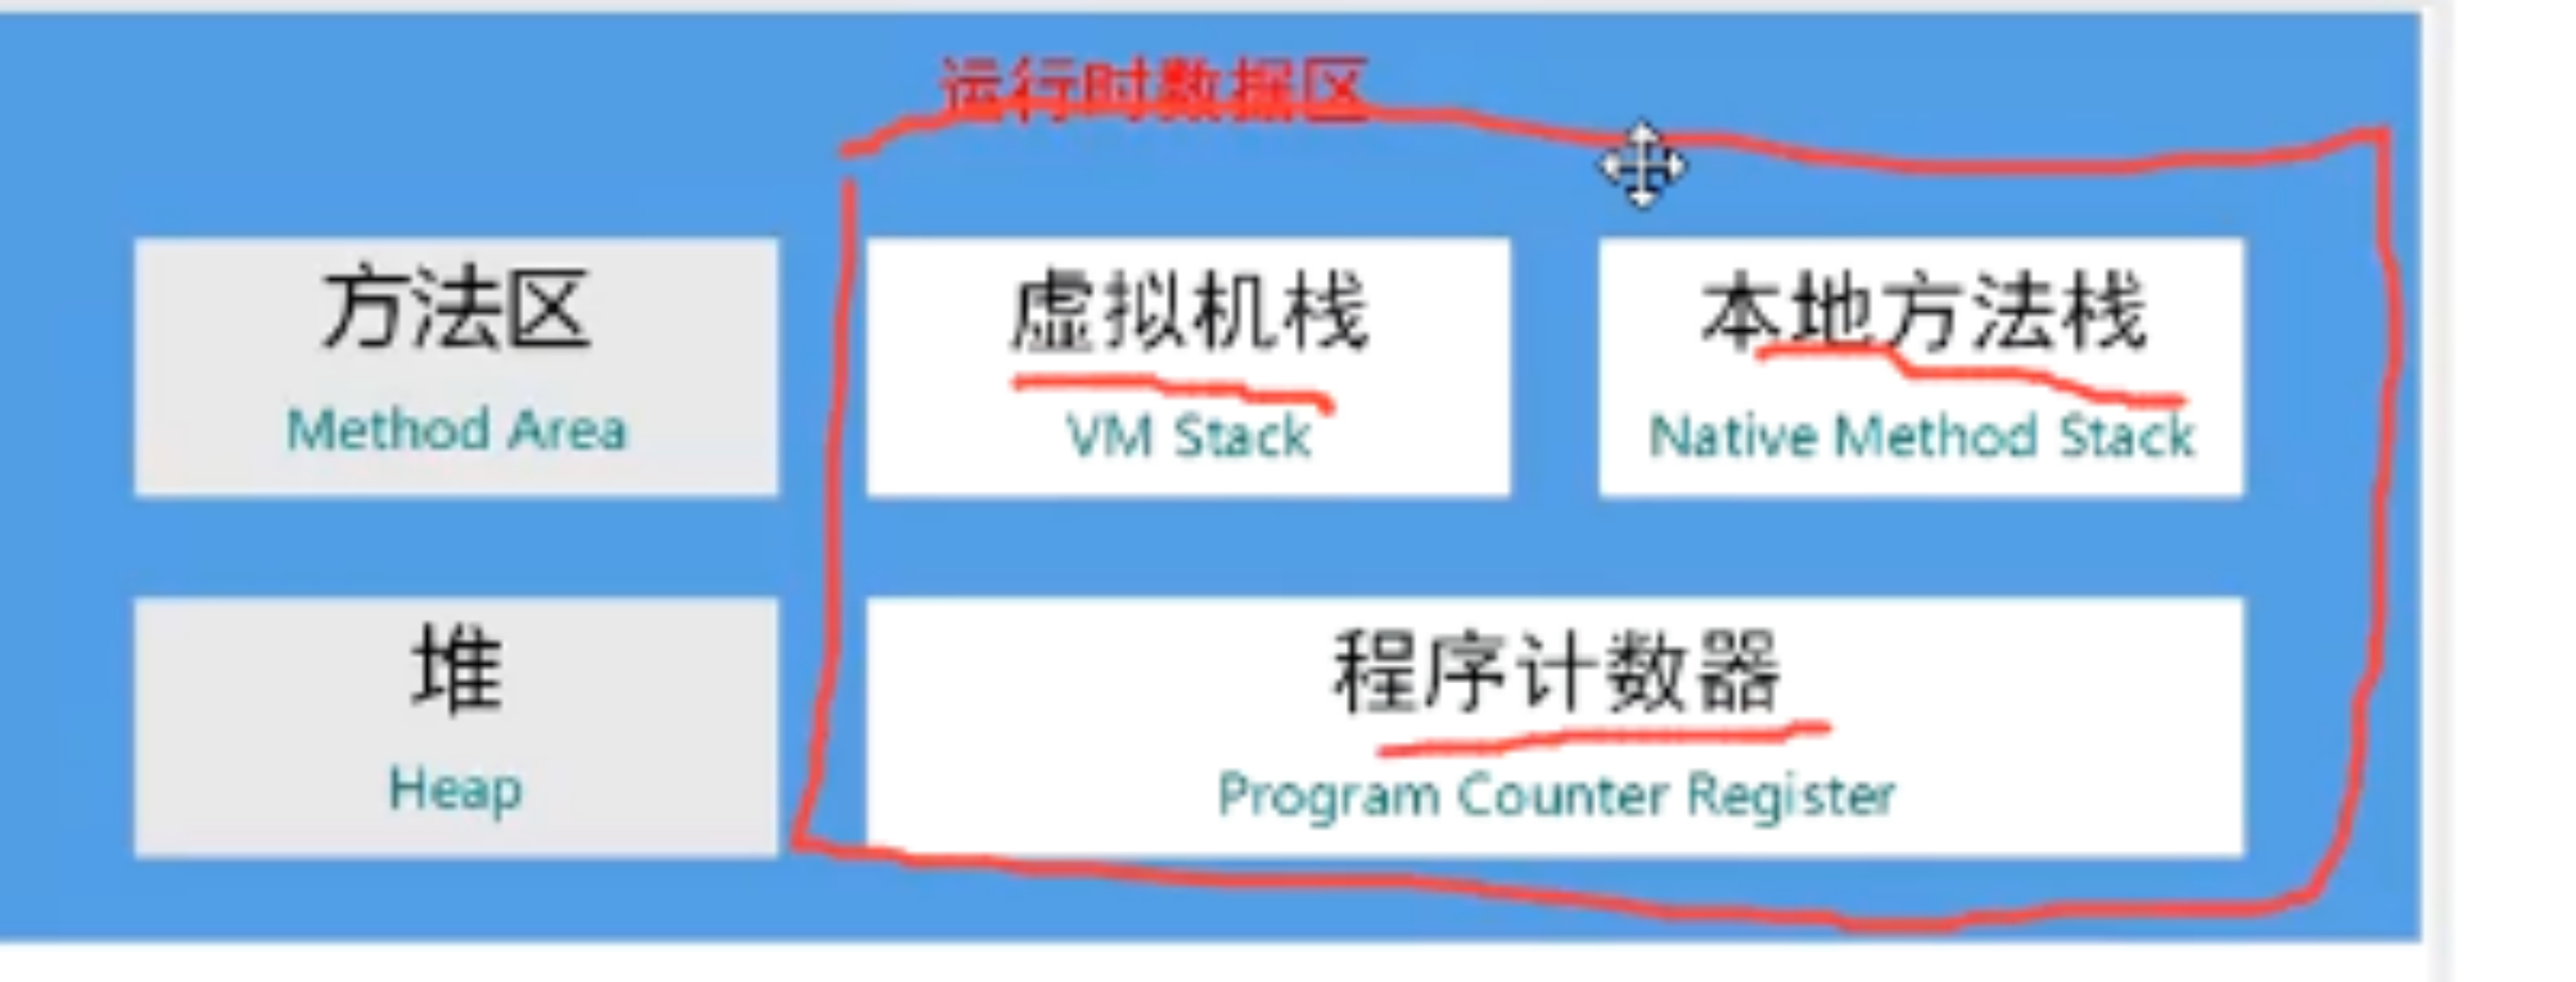 运行时数据区
方法区
Method Area
虚拟机栈
VM Stack
本地方法栈
Native Method Stack
堆
Heap
程序计数器
Program Counter Register